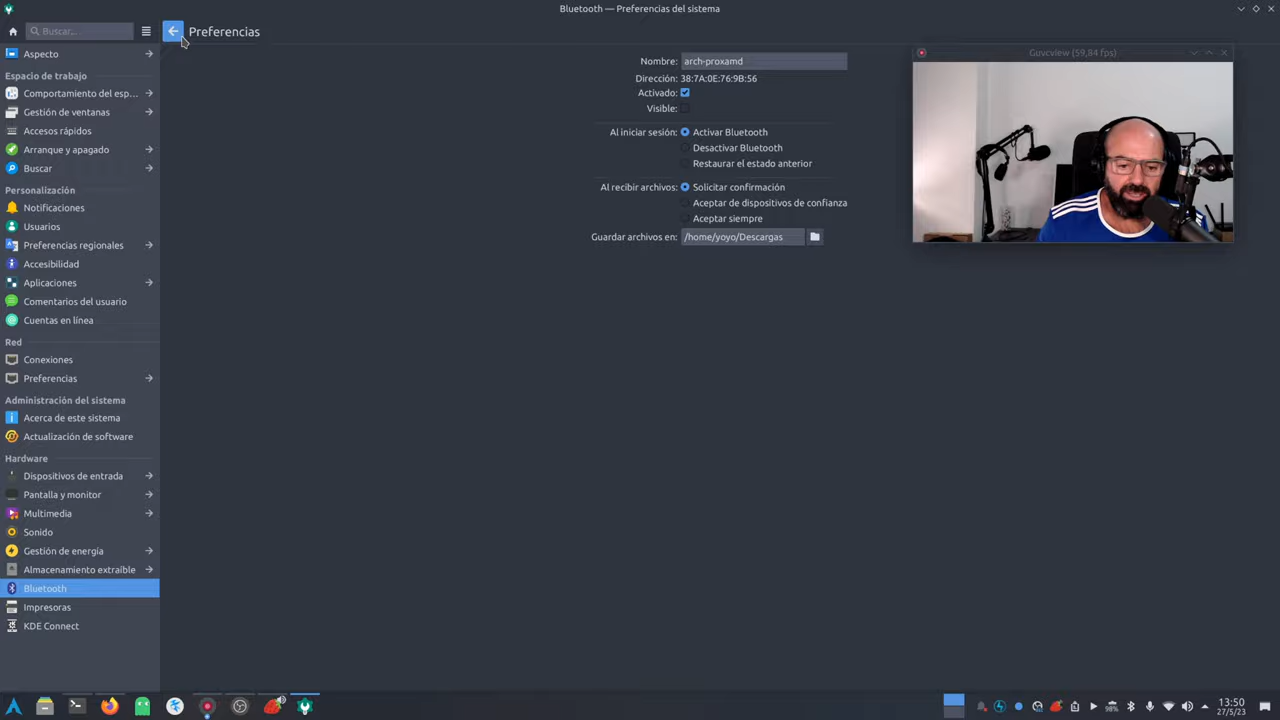 Bluetooth — Preferencias del sistema
Buscar...
Preferencias
Aspecto
Espacio de trabajo
Comportamiento del esp...
Gestión de ventanas
Accesos rápidos
Arranque y apagado
Buscar
Personalización
Notificaciones
Usuarios
Preferencias regionales
Accesibilidad
Aplicaciones
Comentarios del usuario
Cuentas en línea
Red
Conexiones
Preferencias
Administración del sistema
Acerca de este sistema
Actualización de software
Hardware
Dispositivos de entrada
Pantalla y monitor
Multimedia
Sonido
Gestión de energía
Almacenamiento extraíble
Bluetooth
Impresoras
KDE Connect
Nombre: arch-proxamd
Dirección: 38:7A:0E:76:9B:56
Activado:
Visible:
Al iniciar sesión: Activar Bluetooth
Desactivar Bluetooth
Restaurar el estado anterior
Al recibir archivos: Solicitar confirmación
Aceptar de dispositivos de confianza
Aceptar siempre
Guardar archivos en: /home/yoyo/Descargas
Guvcview (59,84 fps)
98%
13:50
27/5/23